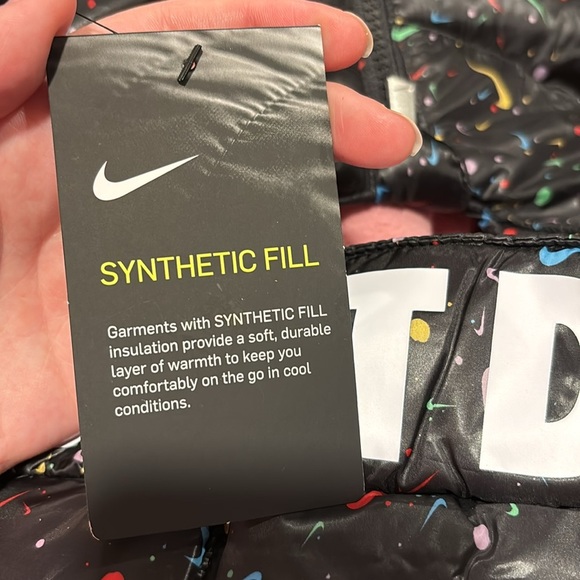 SYNTHETIC FILL
Garments with SYNTHETIC FILL
insulation provide a soft, durable
layer of warmth to keep you
comfortably on the go in cool
conditions.
T D